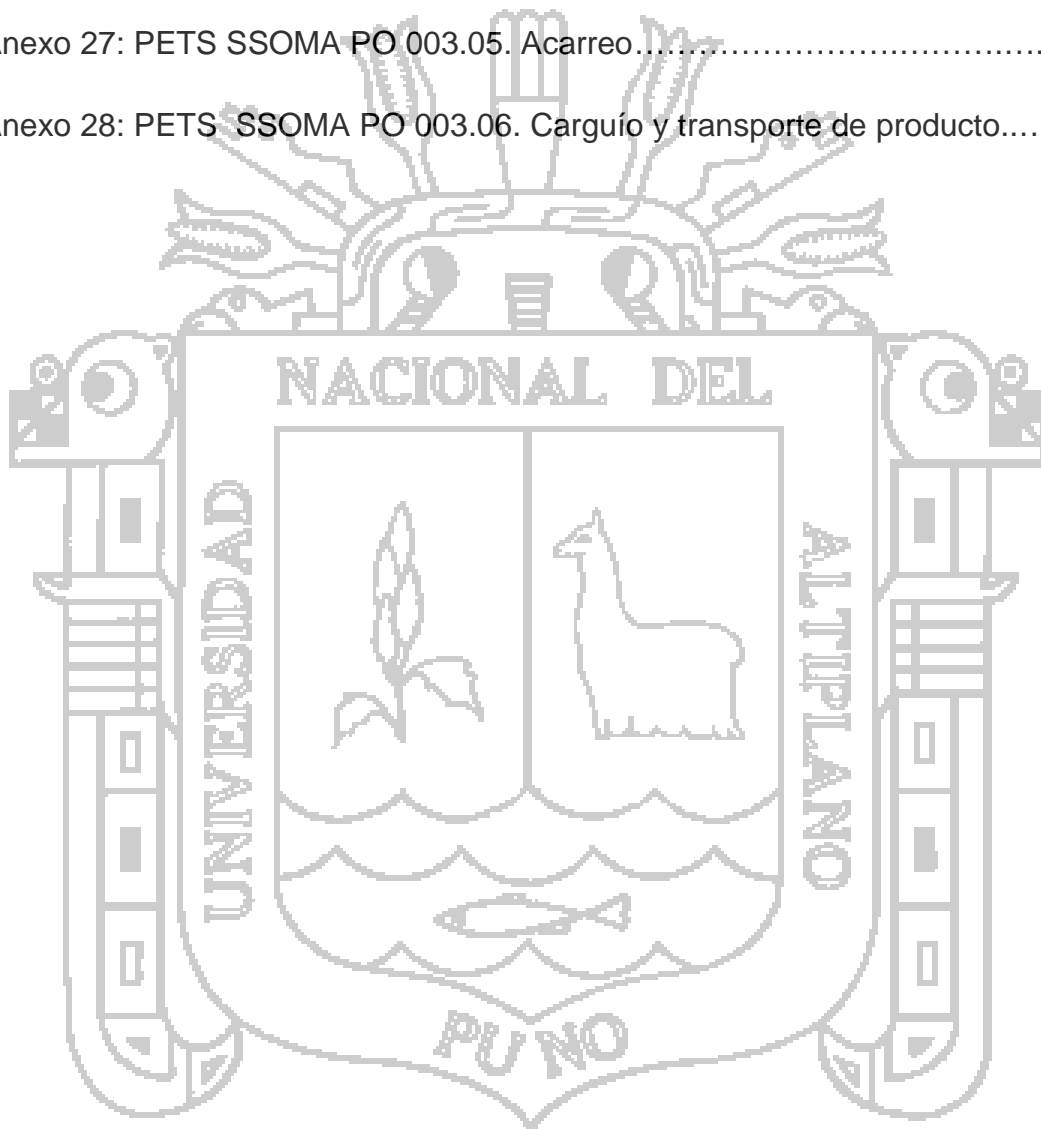 nexo 27: PETS SSOMA PO 003.05. Acarreo…………………….……….…..
nexo 28: PETS  SSOMA PO 003.06. Carguío y transporte de producto..…
NACIONAL DEL
UNIVERSIDAD
ALTIPLANO
PUNO